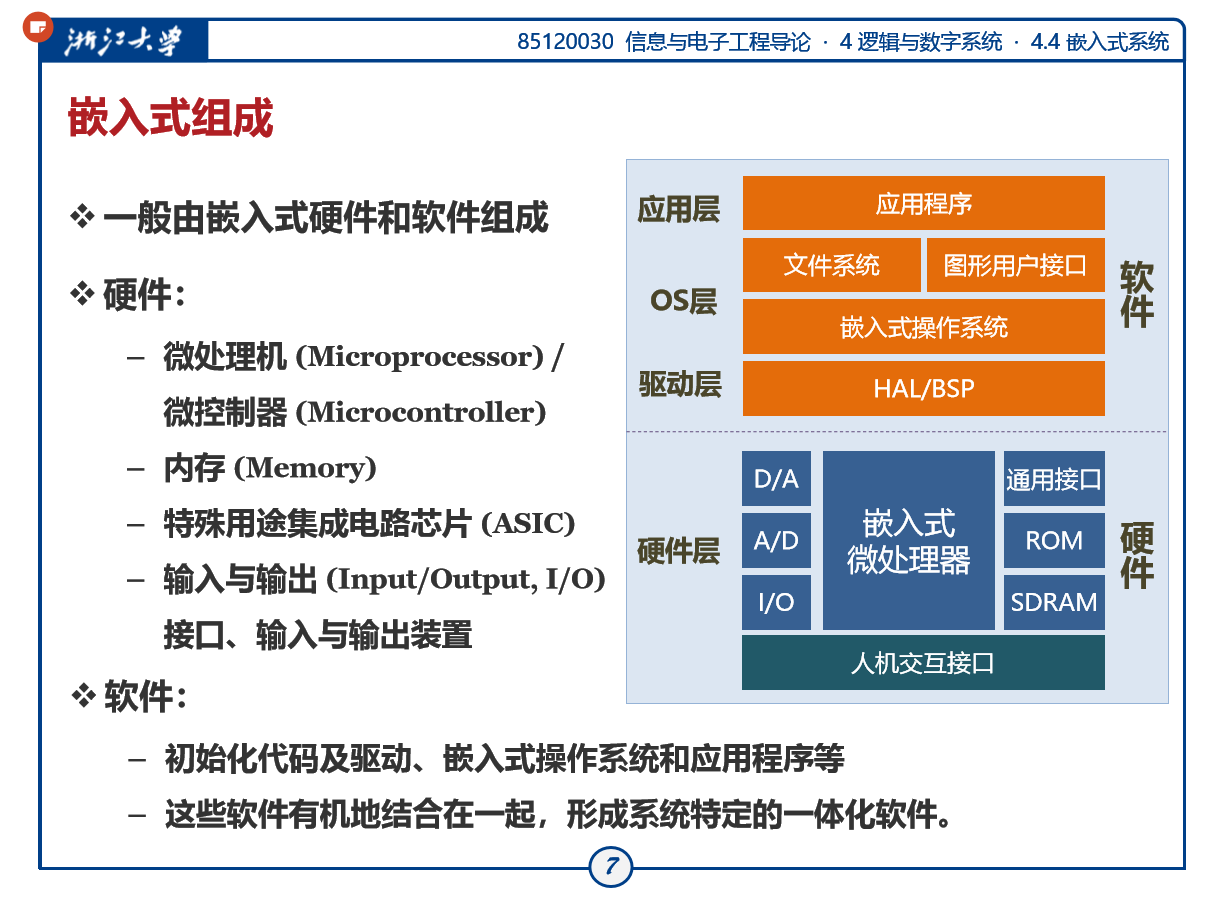 浙江大学
85120030 信息与电子工程导论 · 4 逻辑与数字系统 · 4.4 嵌入式系统
嵌入式组成
❖ 一般由嵌入式硬件和软件组成
❖ 硬件：
– 微处理机 (Microprocessor) /
微控制器 (Microcontroller)
– 内存 (Memory)
– 特殊用途集成电路芯片 (ASIC)
– 输入与输出 (Input/Output, I/O)
接口、输入与输出装置
❖ 软件：
– 初始化代码及驱动、嵌入式操作系统和应用程序等
– 这些软件有机地结合在一起，形成系统特定的一体化软件。
应用层
应用程序
文件系统
图形用户接口
OS层
嵌入式操作系统
驱动层
HAL/BSP
软件
D/A
A/D
I/O
嵌入式
微处理器
通用接口
ROM
SDRAM
硬件层
硬件
人机交互接口
7